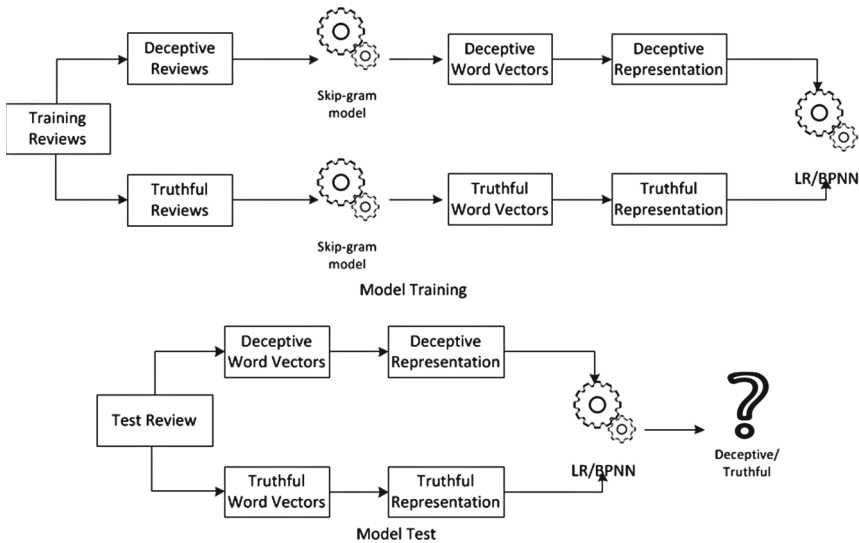 Deceptive
Reviews
Skip-gram
model
Deceptive
Word Vectors
Deceptive
Representation
Training
Reviews
LR/BPNN
Truthful
Reviews
Skip-gram
model
Truthful
Word Vectors
Truthful
Representation
Model Training
Deceptive
Word Vectors
Deceptive
Representation
Test Review
?
Deceptive/
Truthful
LR/BPNN
Truthful
Word Vectors
Truthful
Representation
Model Test